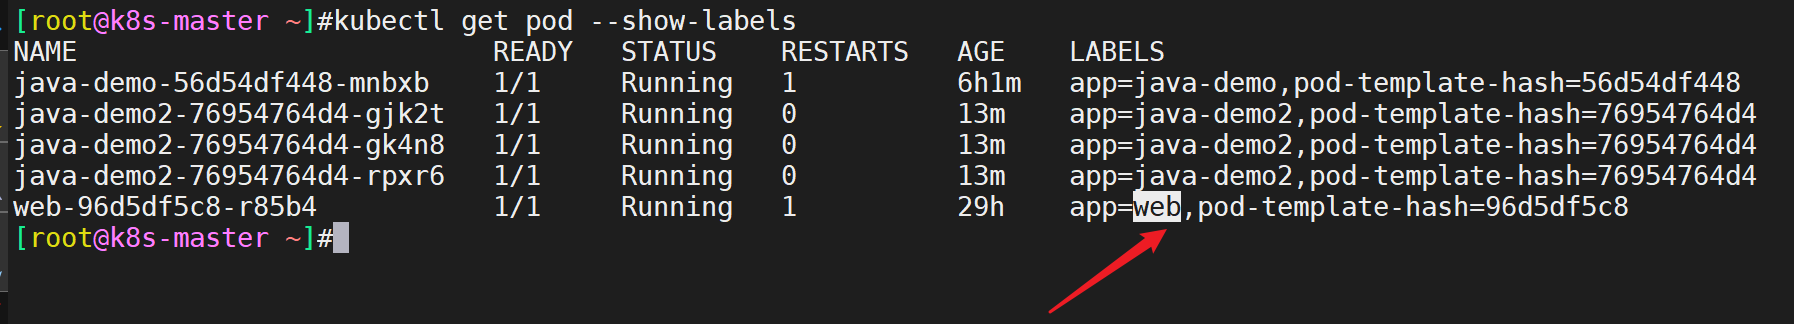 [root@k8s-master ~]#kubectl get pod --show-labels
NAME READY STATUS RESTARTS AGE LABELS
java-demo-56d54df448-mnbxb 1/1 Running 1 6h1m app=java-demo,pod-template-hash=56d54df448
java-demo2-76954764d4-gjk2t 1/1 Running 0 13m app=java-demo2,pod-template-hash=76954764d4
java-demo2-76954764d4-gk4n8 1/1 Running 0 13m app=java-demo2,pod-template-hash=76954764d4
java-demo2-76954764d4-rpxr6 1/1 Running 0 13m app=java-demo2,pod-template-hash=76954764d4
web-96d5df5c8-r85b4 1/1 Running 1 29h app=web,pod-template-hash=96d5df5c8
[root@k8s-master ~]#